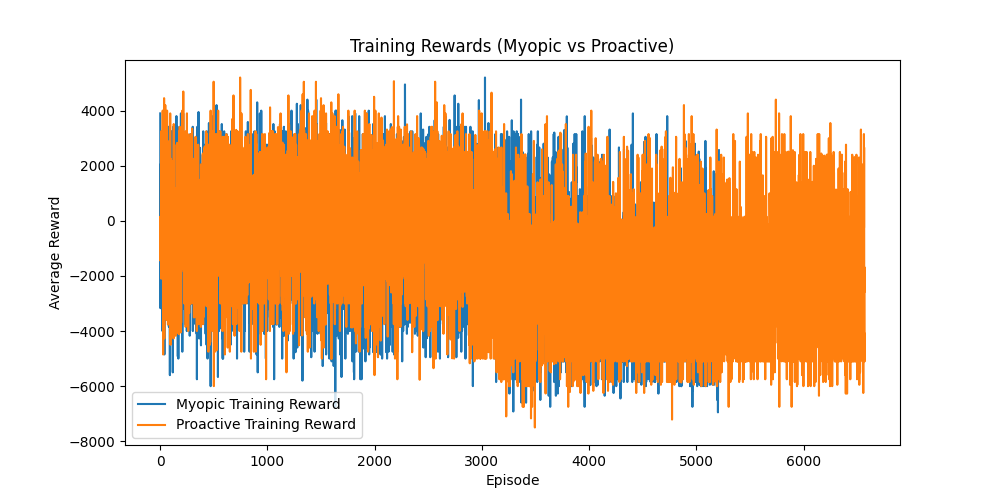 Training Rewards (Myopic vs Proactive)
Average Reward
4000
2000
0
−2000
−4000
−6000
−8000
Myopic Training Reward
Proactive Training Reward
0 1000 2000 3000 4000 5000 6000
Episode